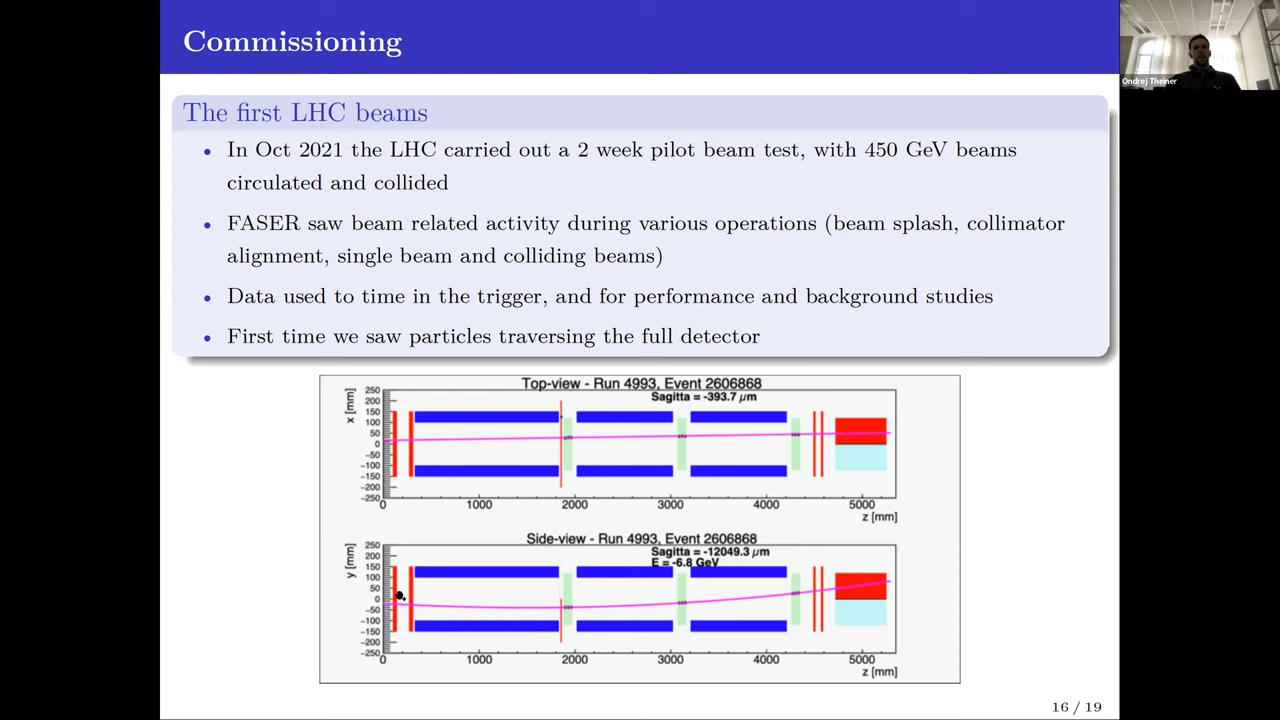 Commissioning
Ondrej Theiner
The first LHC beams
• In Oct 2021 the LHC carried out a 2 week pilot beam test, with 450 GeV beams
circulated and collided
• FASER saw beam related activity during various operations (beam splash, collimator
alignment, single beam and colliding beams)
• Data used to time in the trigger, and for performance and background studies
• First time we saw particles traversing the full detector
Top-view - Run 4993, Event 2606868
Sagitta = -393.7 μm
x [mm]
250
200
150
100
50
0
-50
-100
-150
-200
-250
0 1000 2000 3000 4000 5000
z [mm]
Side-view - Run 4993, Event 2606868
Sagitta = -12049.3 μm
E = -6.8 GeV
y [mm]
250
200
150
100
50
0
-50
-100
-150
-200
-250
0 1000 2000 3000 4000 5000
z [mm]
16 / 19